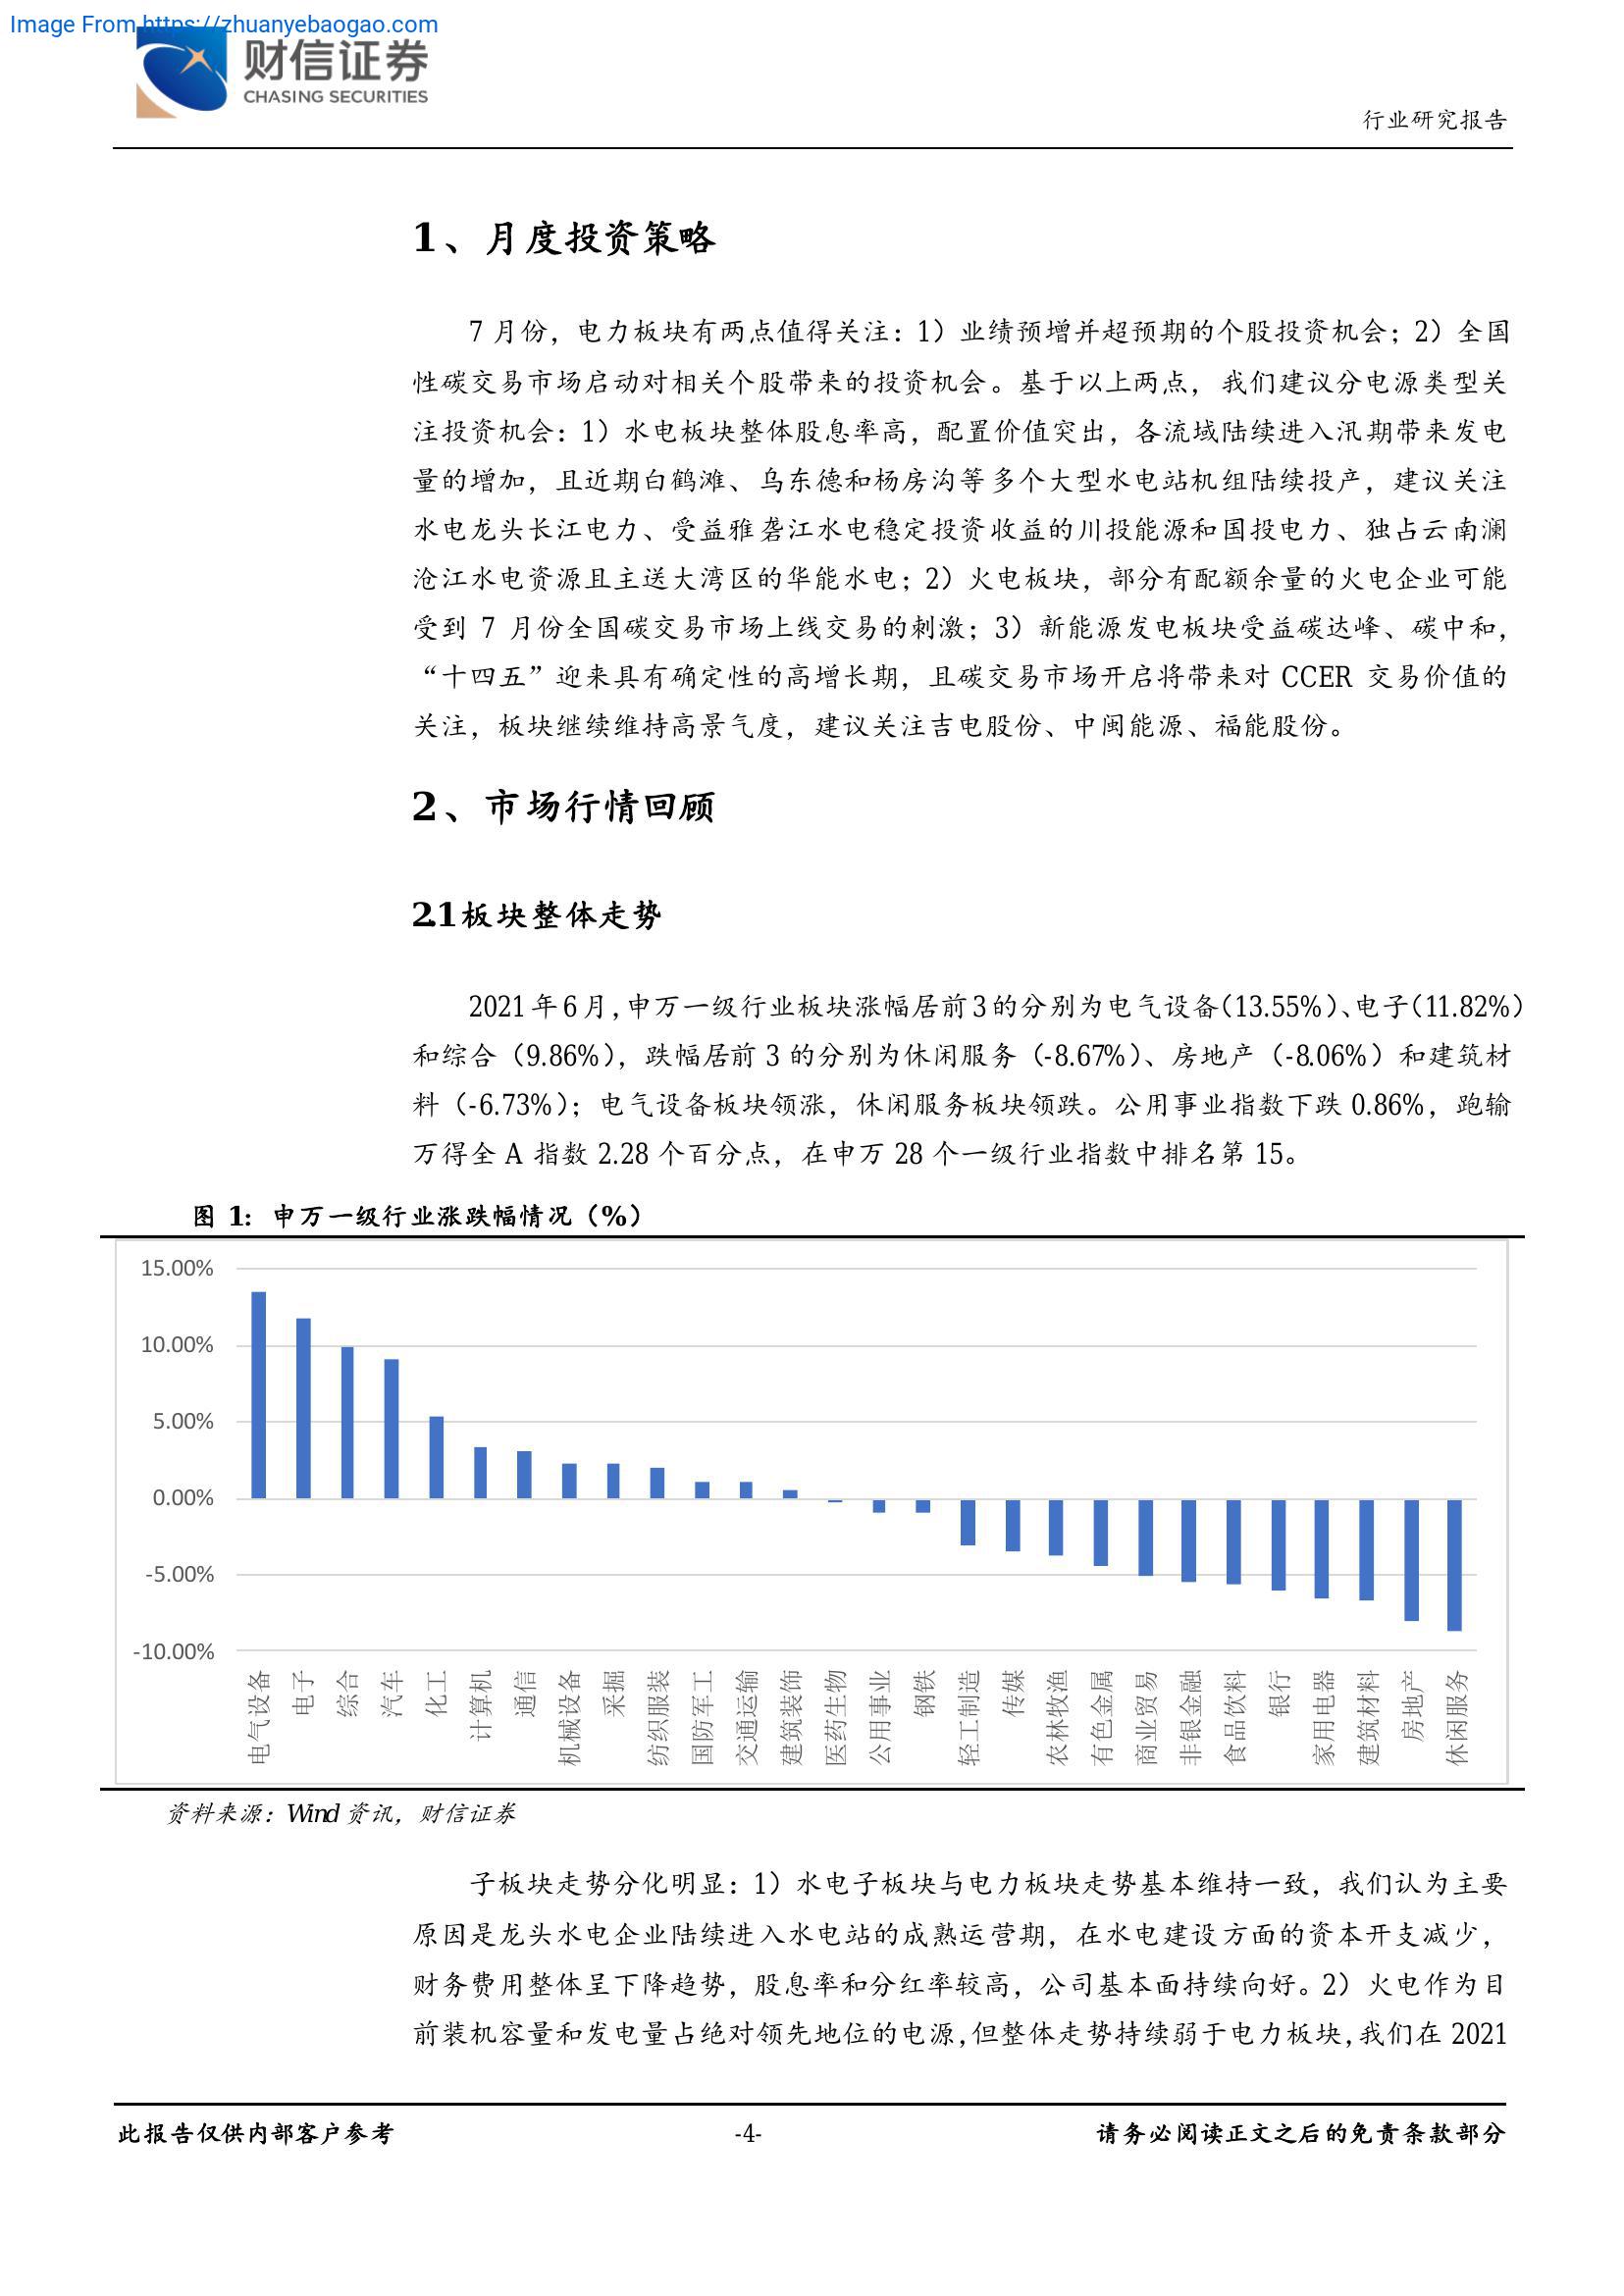 Image From https://zhuanyebaogao.com
财信证券
CHASING SECURITIES
行业研究报告
1、月度投资策略
7 月份，电力板块有两点值得关注：1）业绩预增并超预期的个股投资机会；2）全国
性碳交易市场启动对相关个股带来的投资机会。基于以上两点，我们建议分电源类型关
注投资机会：1）水电板块整体股息率高，配置价值突出，各流域陆续进入汛期带来发电
量的增加，且近期白鹤滩、乌东德和杨房沟等多个大型水电站机组陆续投产，建议关注
水电龙头长江电力、受益雅砻江水电稳定投资收益的川投能源和国投电力、独占云南澜
沧江水电资源且主送大湾区的华能水电；2）火电板块，部分有配额余量的火电企业可能
受到 7 月份全国碳交易市场上线交易的刺激；3）新能源发电板块受益碳达峰、碳中和，
“十四五”迎来具有确定性的高增长期，且碳交易市场开启将带来对 CCER 交易价值的
关注，板块继续维持高景气度，建议关注吉电股份、中闽能源、福能股份。
2、市场行情回顾
2.1板块整体走势
2021年6月，申万一级行业板块涨幅居前3的分别为电气设备（13.55%）、电子（11.82%）
和综合（9.86%），跌幅居前 3 的分别为休闲服务（-8.67%）、房地产（-8.06%）和建筑材
料（-6.73%）；电气设备板块领涨，休闲服务板块领跌。公用事业指数下跌 0.86%，跑输
万得全 A 指数 2.28 个百分点，在申万 28 个一级行业指数中排名第 15。
图 1：申万一级行业涨跌幅情况（%）
15.00%
10.00%
5.00%
0.00%
-5.00%
-10.00%
电气设备
电子
综合
汽车
化工
计算机
通信
机械设备
采掘
纺织服装
国防军工
交通运输
建筑装饰
医药生物
公用事业
钢铁
轻工制造
传媒
农林牧渔
有色金属
商业贸易
非银金融
食品饮料
银行
家用电器
建筑材料
房地产
休闲服务
资料来源：Wind 资讯，财信证券
子板块走势分化明显：1）水电子板块与电力板块走势基本维持一致，我们认为主要
原因是龙头水电企业陆续进入水电站的成熟运营期，在水电建设方面的资本开支减少，
财务费用整体呈下降趋势，股息率和分红率较高，公司基本面持续向好。2）火电作为目
前装机容量和发电量占绝对领先地位的电源，但整体走势持续弱于电力板块，我们在 2021
此报告仅供内部客户参考
-4-
请务必阅读正文之后的免责条款部分